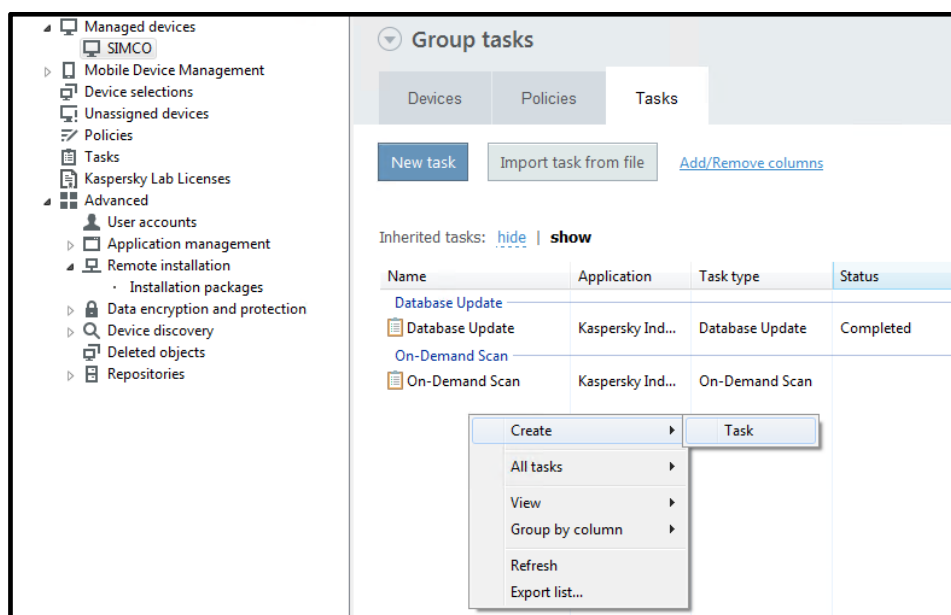 Managed devices
SIMCO
Mobile Device Management
Device selections
Unassigned devices
Policies
Tasks
Kaspersky Lab Licenses
Advanced
User accounts
Application management
Remote installation
Installation packages
Data encryption and protection
Device discovery
Deleted objects
Repositories
Group tasks
Devices Policies Tasks
New task Import task from file Add/Remove columns
Inherited tasks: hide | show
Name Application Task type Status
Database Update
Database Update Kaspersky Ind... Database Update Completed
On-Demand Scan
On-Demand Scan Kaspersky Ind... On-Demand Scan
Create Task
All tasks
View
Group by column
Refresh
Export list...